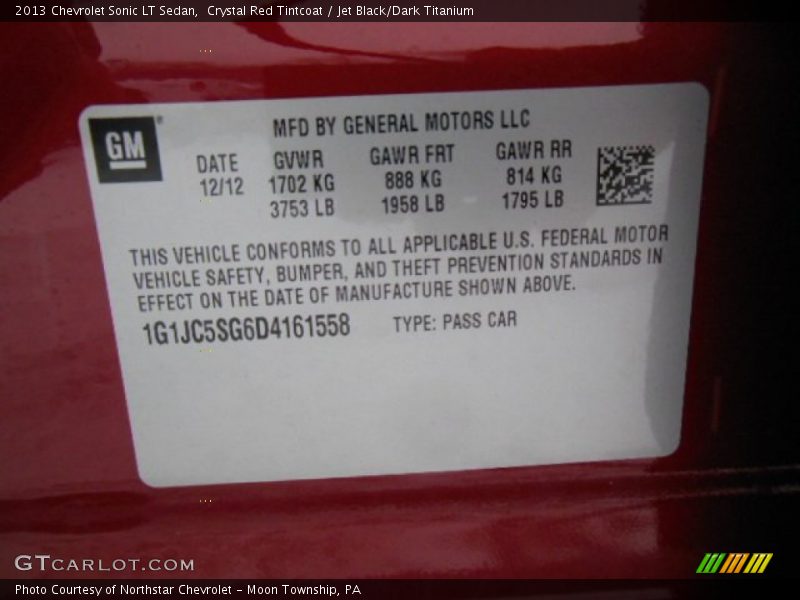 2013 Chevrolet Sonic LT Sedan, Crystal Red Tintcoat / Jet Black/Dark Titanium
GM®
MFD BY GENERAL MOTORS LLC
DATE GVWR GAWR FRT GAWR RR
12/12 1702 KG 888 KG 814 KG
3753 LB 1958 LB 1795 LB
THIS VEHICLE CONFORMS TO ALL APPLICABLE U.S. FEDERAL MOTOR
VEHICLE SAFETY, BUMPER, AND THEFT PREVENTION STANDARDS IN
EFFECT ON THE DATE OF MANUFACTURE SHOWN ABOVE.
1G1JC5SG6D4161558 TYPE: PASS CAR
GTCARLOT.COM
Photo Courtesy of Northstar Chevrolet - Moon Township, PA